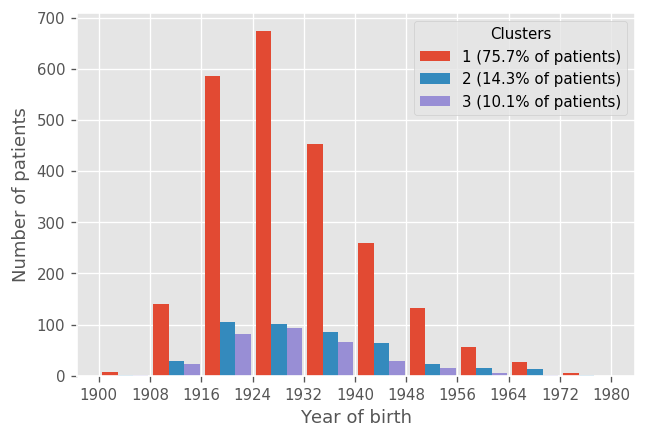 700
600
500
400
300
200
100
0
Number of patients
Clusters
1 (75.7% of patients)
2 (14.3% of patients)
3 (10.1% of patients)
1900 1908 1916 1924 1932 1940 1948 1956 1964 1972 1980
Year of birth